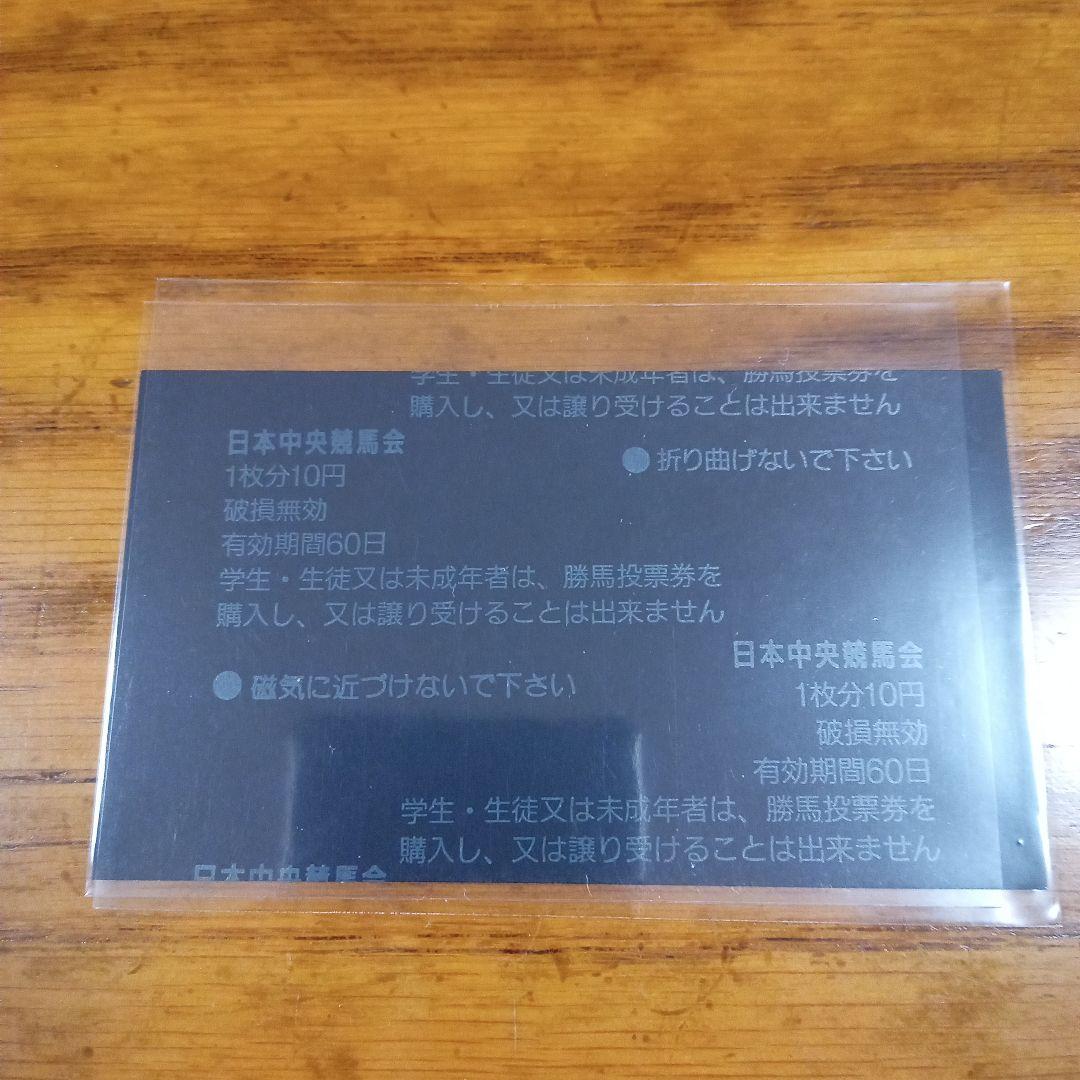 学生・生徒又は未成年者は、勝馬投票券を
購入し、又は譲り受けることは出来ません
日本中央競馬会
● 折り曲げないで下さい
1枚分10円
破損無効
有効期間60日
学生・生徒又は未成年者は、勝馬投票券を
購入し、又は譲り受けることは出来ません
日本中央競馬会
● 磁気に近づけないで下さい
1枚分10円
破損無効
有効期間60日
学生・生徒又は未成年者は、勝馬投票券を
購入し、又は譲り受けることは出来ません
日本中央競馬会